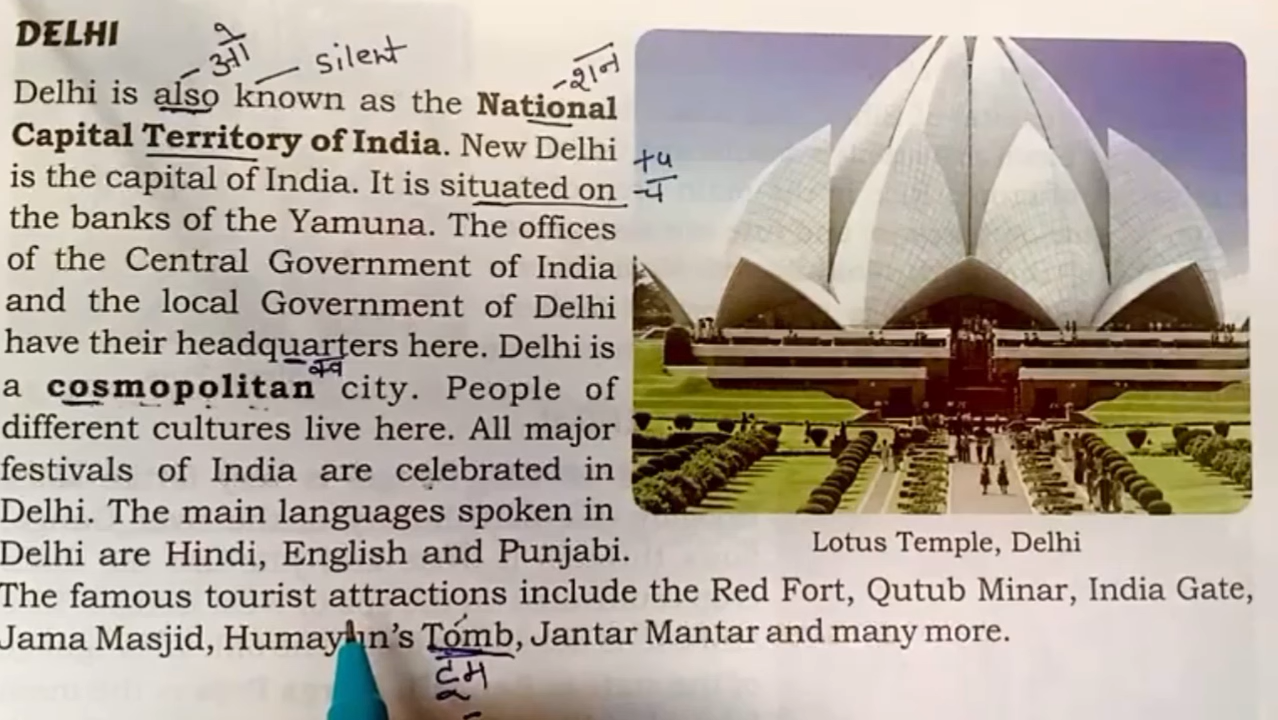 DELHI
silent
Delhi is also known as the National
Capital Territory of India. New Delhi
is the capital of India. It is situated on
the banks of the Yamuna. The offices
of the Central Government of India
and the local Government of Delhi
have their headquarters here. Delhi is
a cosmopolitan city. People of
different cultures live here. All major
festivals of India are celebrated in
Delhi. The main languages spoken in
Delhi are Hindi, English and Punjabi.
Lotus Temple, Delhi
The famous tourist attractions include the Red Fort, Qutub Minar, India Gate,
Jama Masjid, Humayun's Tomb, Jantar Mantar and many more.